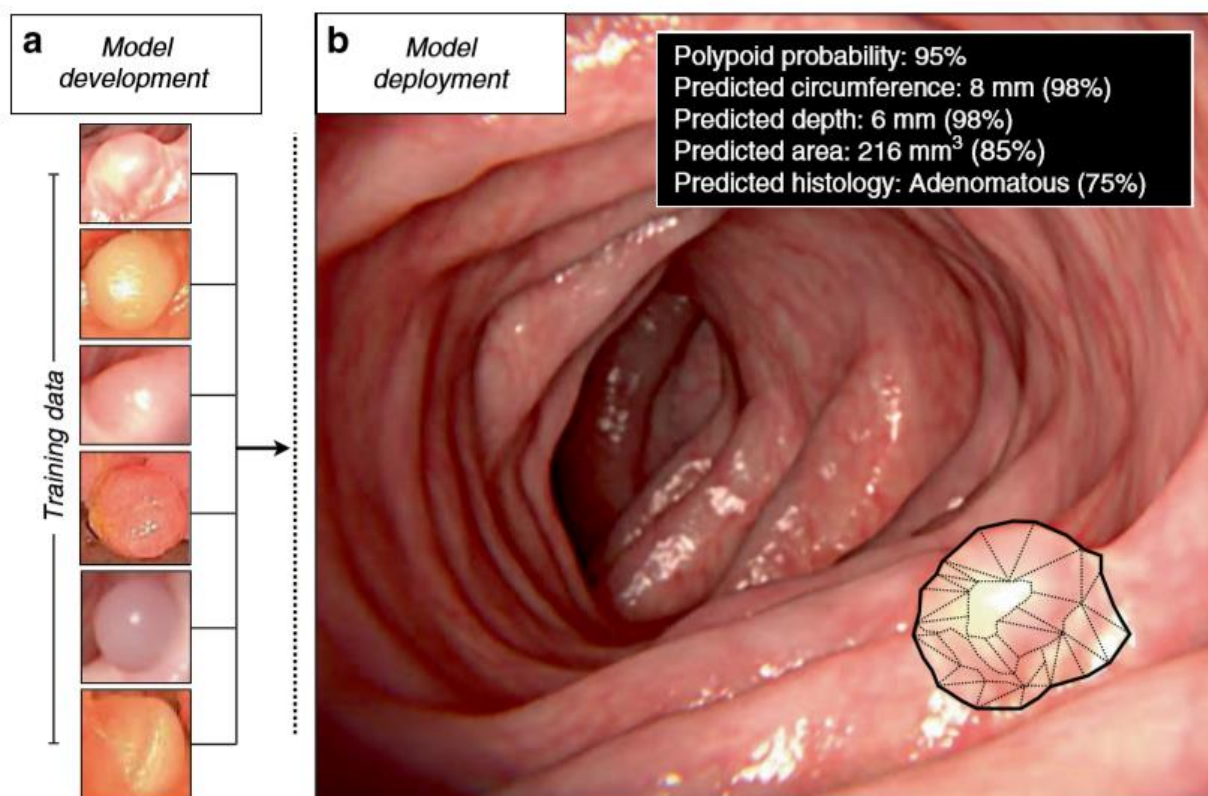 a
Model
development
Training data
b
Model
deployment
Polypoid probability: 95%
Predicted circumference: 8 mm (98%)
Predicted depth: 6 mm (98%)
Predicted area: 216 mm³ (85%)
Predicted histology: Adenomatous (75%)